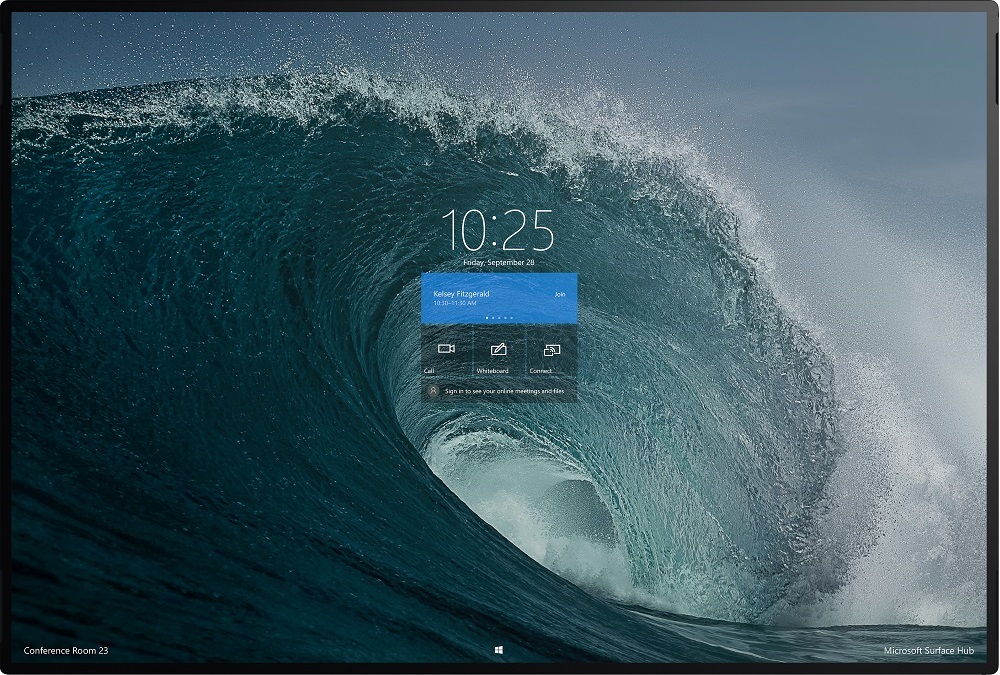 10:25
Friday, September 28
Kelsey Fitzgerald
Join
10:30-11:30 AM
Call
Whiteboard
Connect
Sign in to see your online meetings and files
Conference Room 23
Microsoft Surface Hub